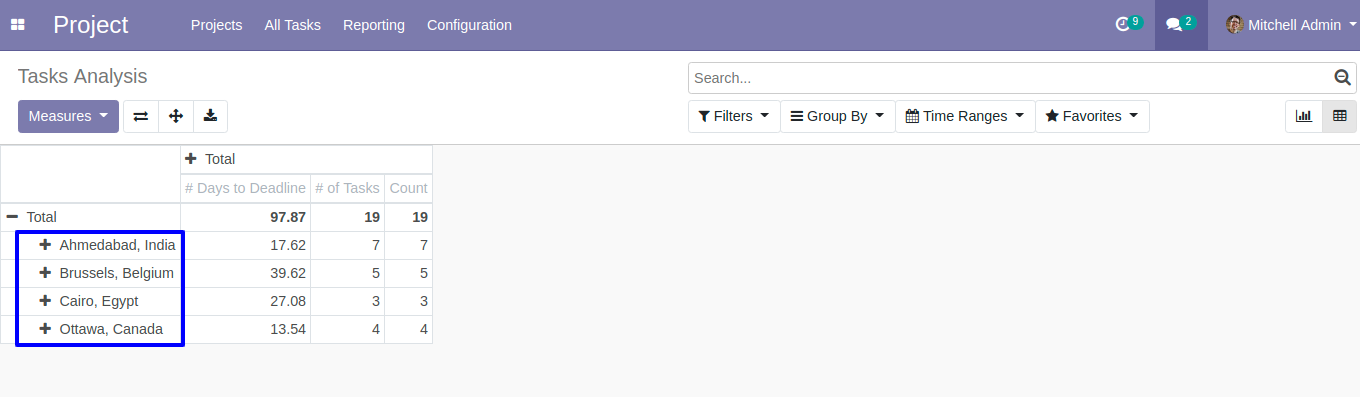 Project Projects All Tasks Reporting Configuration 9 2 Mitchell Admin
Tasks Analysis
Search...
Measures Filters Group By Time Ranges Favorites
Total
# Days to Deadline # of Tasks Count
Total 97.87 19 19
Ahmedabad, India 17.62 7 7
Brussels, Belgium 39.62 5 5
Cairo, Egypt 27.08 3 3
Ottawa, Canada 13.54 4 4